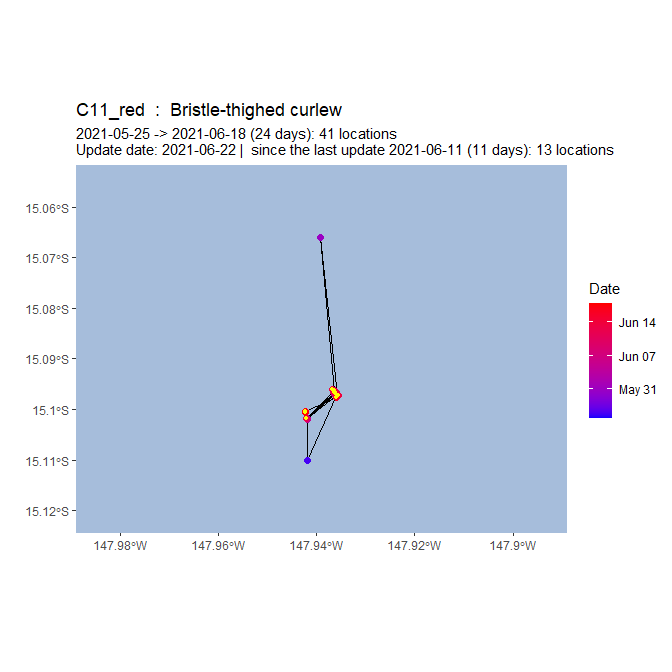 C11_red  :  Bristle-thighed curlew
2021-05-25 -> 2021-06-18 (24 days): 41 locations
Update date: 2021-06-22 |  since the last update 2021-06-11 (11 days): 13 locations
15.06°S
15.07°S
15.08°S
15.09°S
15.1°S
15.11°S
15.12°S
147.98°W
147.96°W
147.94°W
147.92°W
147.9°W
Date
Jun 14
Jun 07
May 31